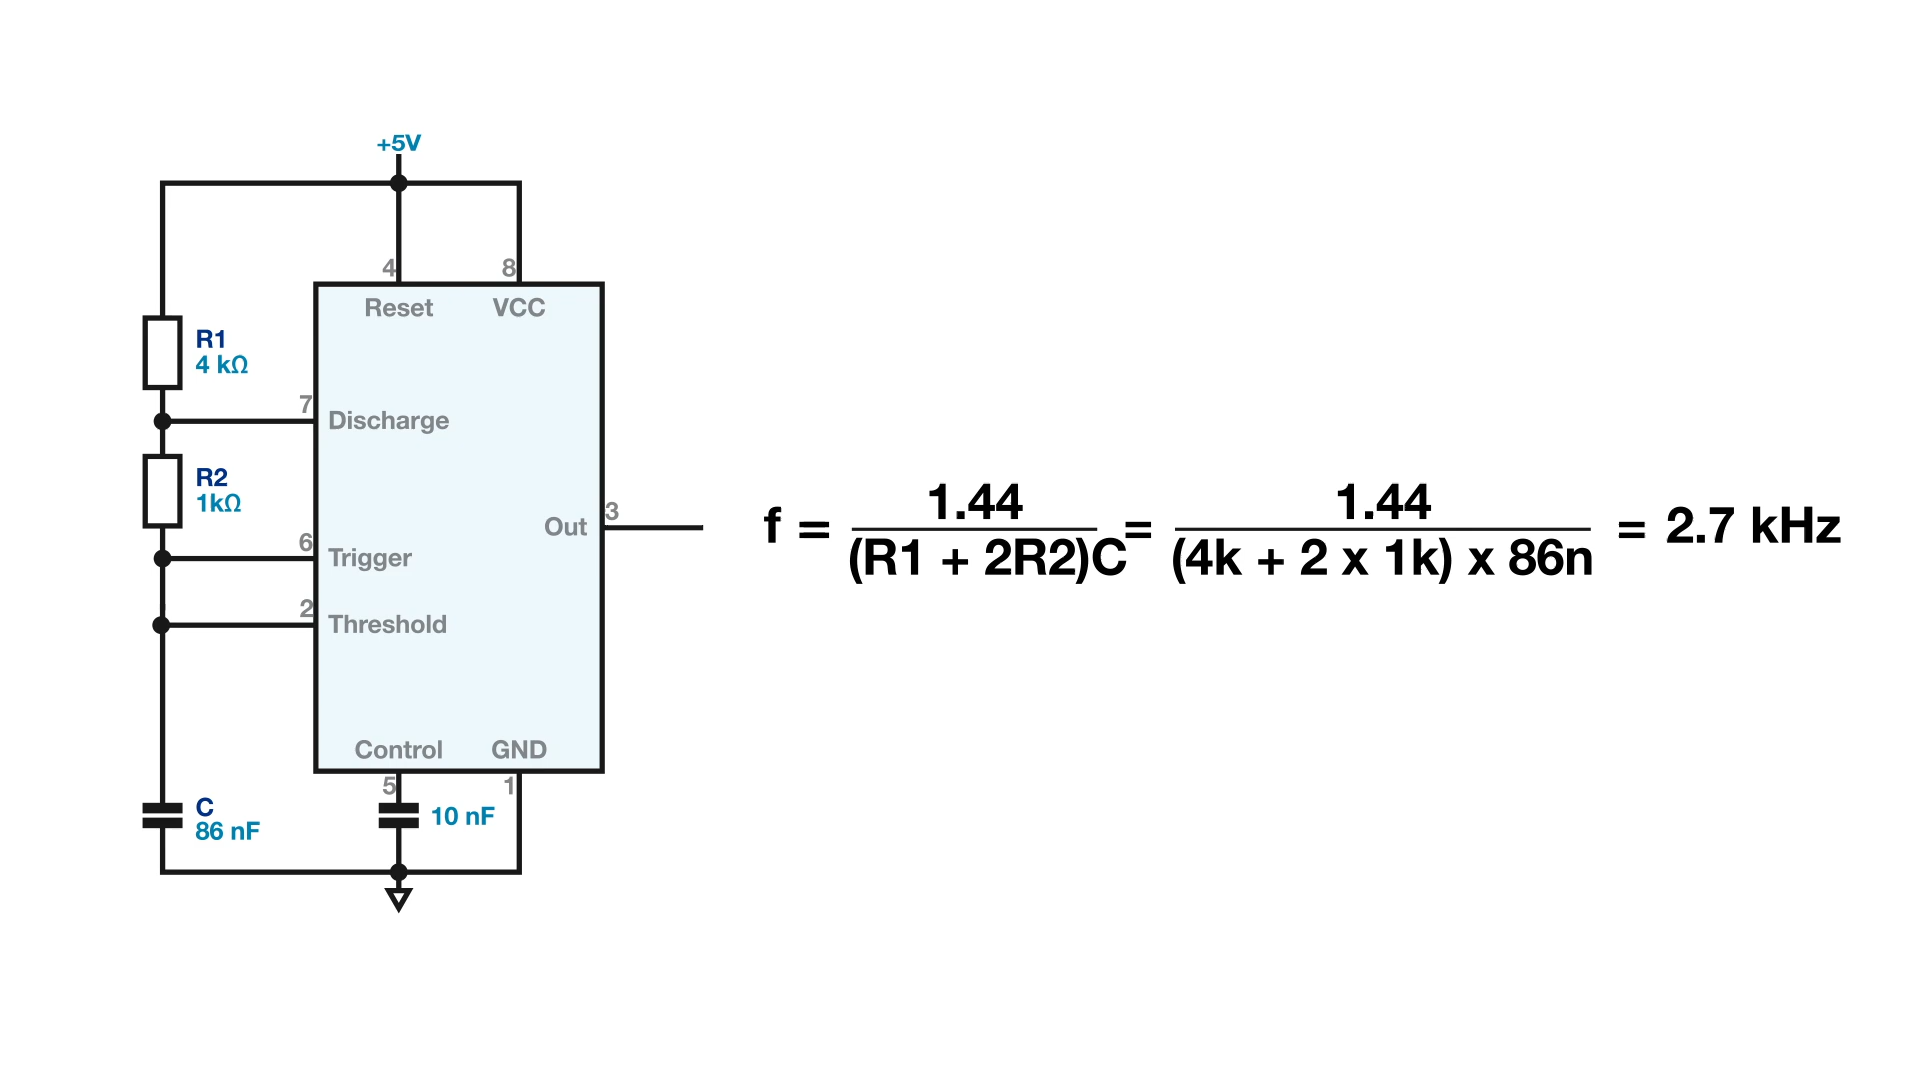 +5V
4
8
Reset
VCC
R1
4 kΩ
7
Discharge
R2
1kΩ
6
Trigger
2
Threshold
Out
3
Control
GND
5
1
C
86 nF
10 nF
f = 1.44 / (R1 + 2R2)C = 1.44 / (4k + 2 x 1k) x 86n = 2.7 kHz